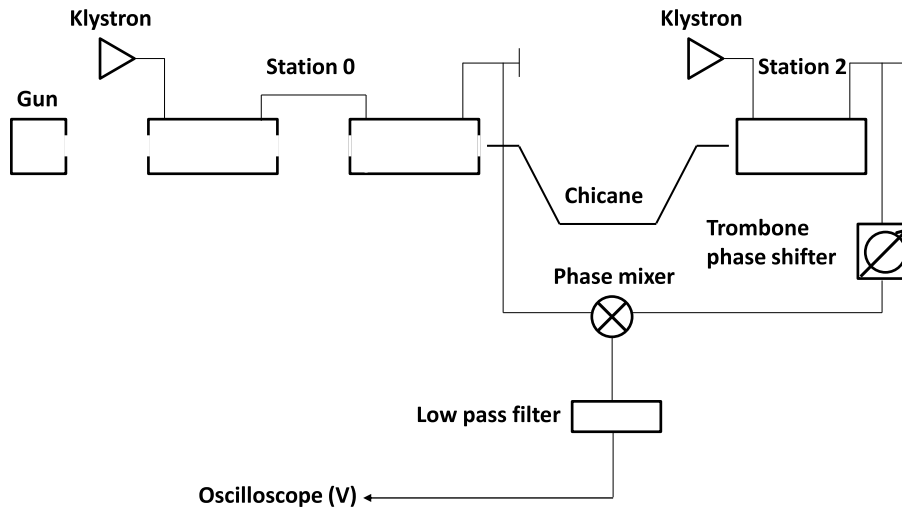 Klystron
Klystron
Station 0
Station 2
Gun
Chicane
Trombone
phase shifter
Phase mixer
Low pass filter
Oscilloscope (V)